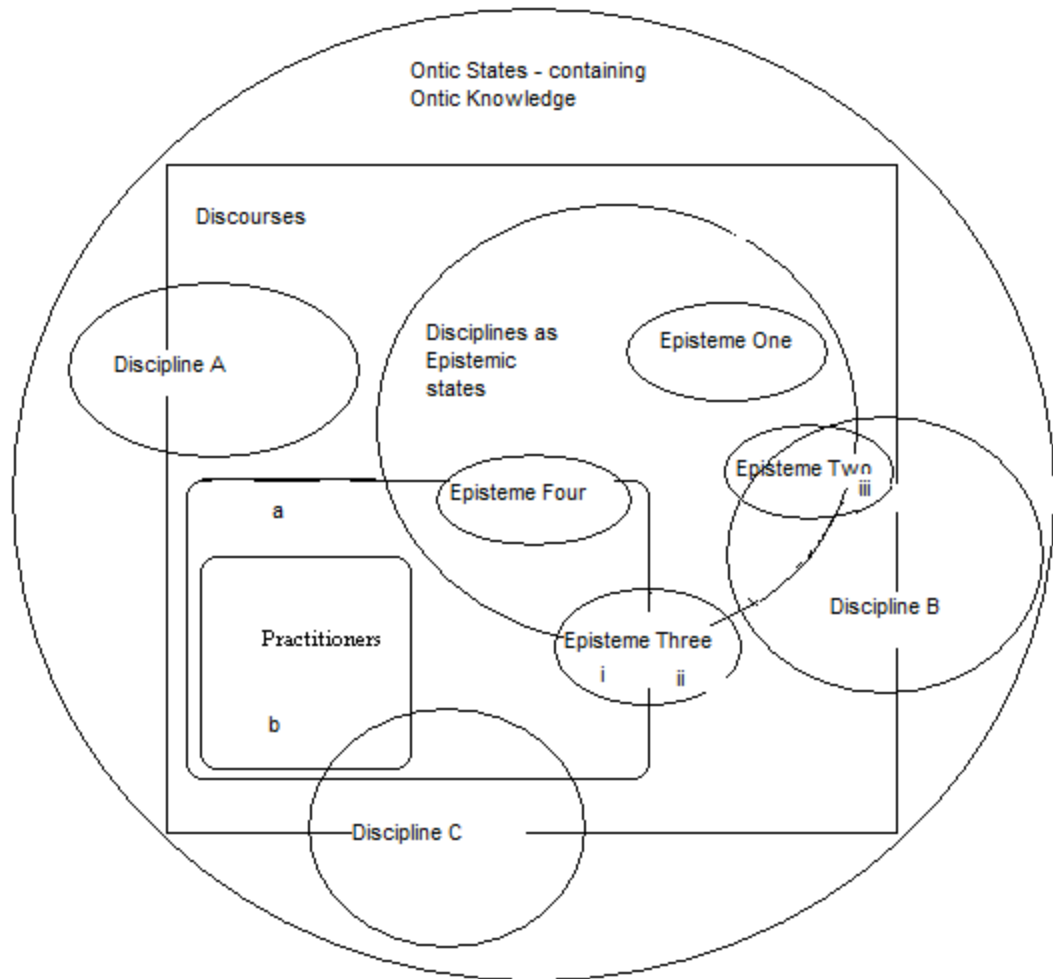 Ontic States - containing
Ontic Knowledge
Discourses
Disciplines as
Epistemic
states
Episteme One
Discipline A
Episteme Two
iii
Episteme Four
a
Discipline B
Practitioners
Episteme Three
i ii
b
Discipline C